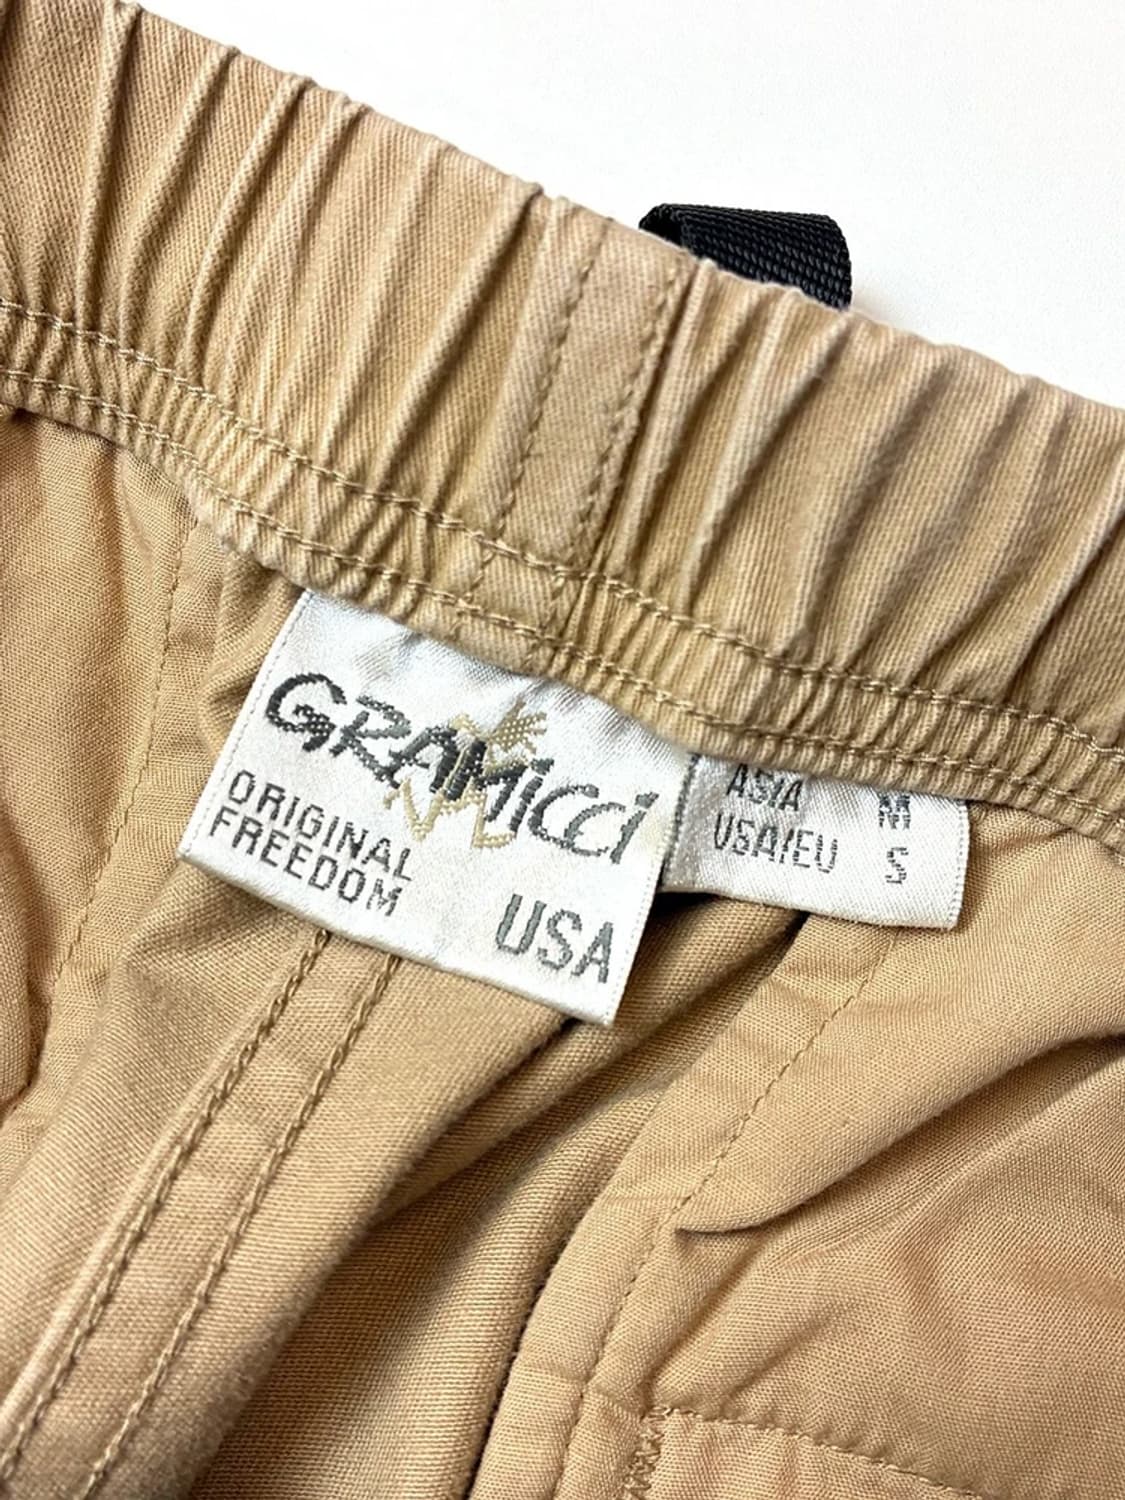 GRAMiCCi
ORIGINAL
FREEDOM
USA
ASIA M
USA/EU S